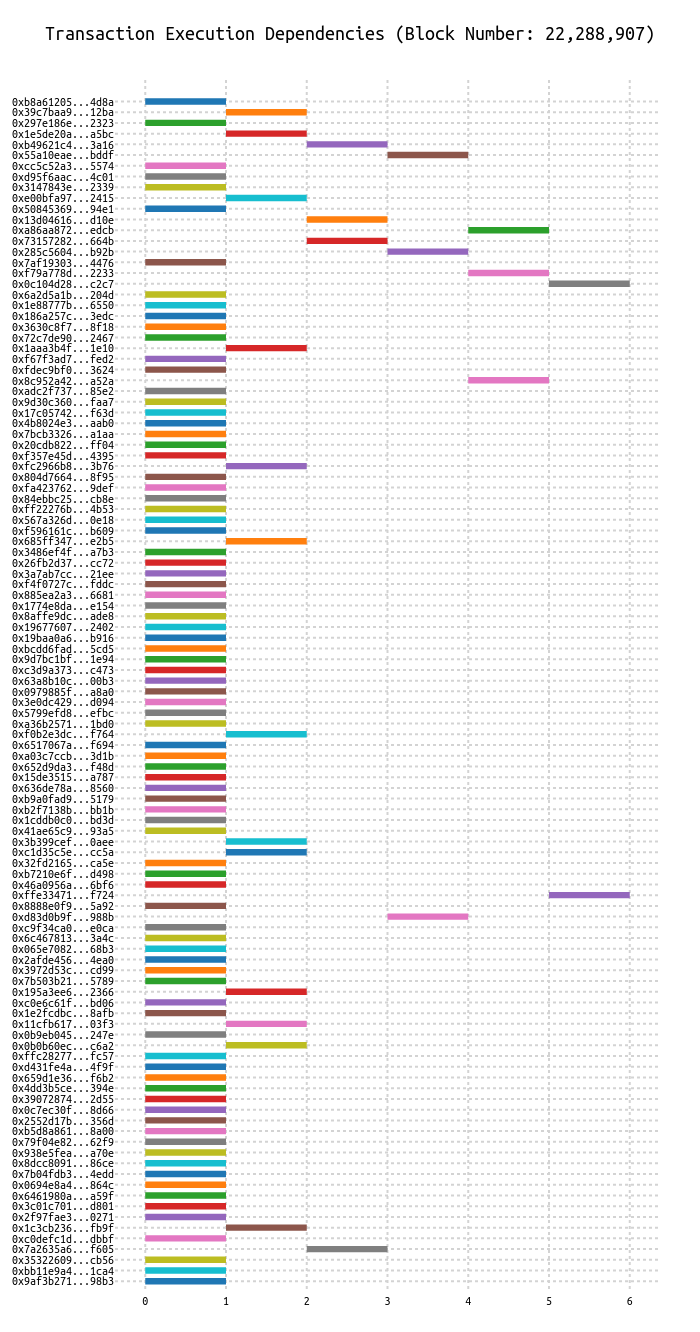 Transaction Execution Dependencies (Block Number: 22,288,907)
0xb8a61205...4d8a
0x39c7baa9...12ba
0x297e186e...2323
0x1e5de20a...a5bc
0xb49621c4...3a16
0x55a10eae...bddf
0xcc5c52a3...5574
0xd95f6aac...4c01
0x3147843e...2339
0xe00bfa97...2415
0x50845369...94e1
0x13d04616...d10e
0xa86aa872...edcb
0x73157282...664b
0x285c5604...b92b
0x7af19303...4476
0xf79a778d...2233
0x0c104d28...c2c7
0x6a2d5a1b...204d
0x1e88777b...6550
0x186a257c...3edc
0x3630c8f7...8f18
0x72c7de90...2467
0x1aaa3b4f...1e10
0xf67f3ad7...fed2
0xfdec9bf0...3624
0x8c952a42...a52a
0xadc2f737...85e2
0x9d30c360...faa7
0x17c05742...f63d
0x4b8024e3...aab0
0x7bcb3326...a1aa
0x20cdb822...ff04
0xf357e45d...4395
0xfc2966b8...3b76
0x804d7664...8f95
0xfa423762...9def
0x84ebbc25...cb8e
0xff22276b...4b53
0x567a326d...0e18
0xf596161c...b609
0x685ff347...e2b5
0x3486ef4f...a7b3
0x26fb2d37...cc72
0x3a7ab7cc...21ee
0xf4f0727c...fddc
0x885ea2a3...6681
0x1774e8da...e154
0x8affe9dc...ade8
0x19677607...2402
0x19baa0a6...b916
0xbcdd6fad...5cd5
0x9d7bc1bf...1e94
0xc3d9a373...c473
0x63a8b10c...00b3
0x0979885f...a8a0
0x3e0dc429...d094
0x5799efd8...efbc
0xa36b2571...1bd0
0xf0b2e3dc...f764
0x6517067a...f694
0xa03c7ccb...3d1b
0x652d9da3...f48d
0x15de3515...a787
0x636de78a...8560
0xb9a0fad9...5179
0xb2f7138b...bb1b
0x1cddb0c0...bd3d
0x41ae65c9...93a5
0x3b399cef...0aee
0xc1d35c5e...cc5a
0x32fd2165...ca5e
0xb7210e6f...d498
0x46a0956a...6bf6
0xffe33471...f724
0x8888e0f9...5a92
0xd83d0b9f...988b
0xc9f34ca0...e0ca
0x6c467813...3a4c
0x065e7082...68b3
0x2afde456...4ea0
0x3972d53c...cd99
0x7b503b21...5789
0x195a3ee6...2366
0xc0e6c61f...bd06
0x1e2fcdbc...8afb
0x11cfb617...03f3
0x0b9eb045...247e
0x0b0b60ec...c6a2
0xffc28277...fc57
0xd431fe4a...4f9f
0x659d1e36...f6b2
0x4dd3b5ce...394e
0x39072874...2d55
0x0c7ec30f...8d66
0x2552d17b...356d
0xb5d8a861...8a00
0x79f04e82...62f9
0x938e5fea...a70e
0x8dcc8091...86ce
0x7b04fdb3...4edd
0x0694e8a4...864c
0x6461980a...a59f
0x3c01c701...d801
0x2f97fae3...0271
0x1c3cb236...fb9f
0xc0defc1d...dbbf
0x7a2635a6...f605
0x35322609...cb56
0xbb11e9a4...1ca4
0x9af3b271...98b3
0 1 2 3 4 5 6